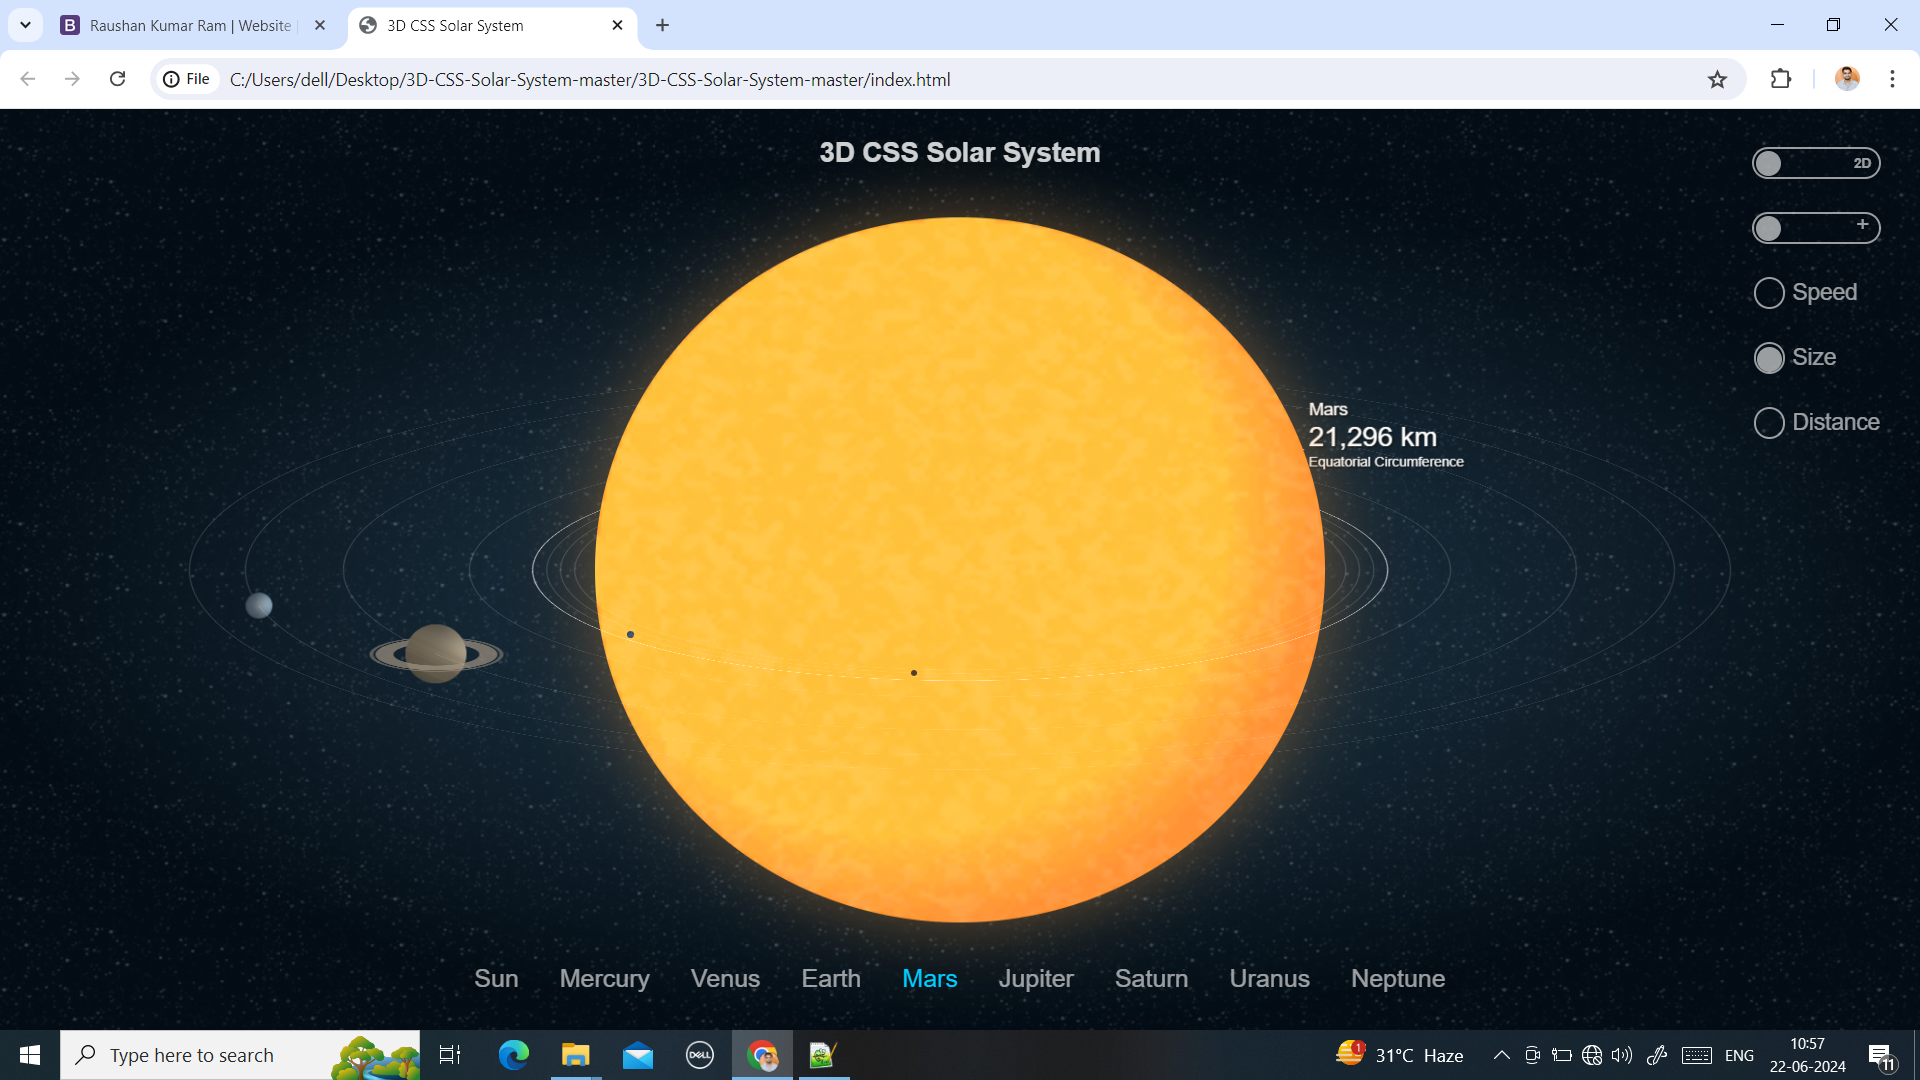 Raushan Kumar Ram | Website
3D CSS Solar System
File
C:/Users/dell/Desktop/3D-CSS-Solar-System-master/3D-CSS-Solar-System-master/index.html
3D CSS Solar System
2D
+
Speed
Size
Distance
Mars
21,296 km
Equatorial Circumference
Sun Mercury Venus Earth Mars Jupiter Saturn Uranus Neptune
Type here to search
DELL
1
31°C Haze
ENG
10:57
22-06-2024
11